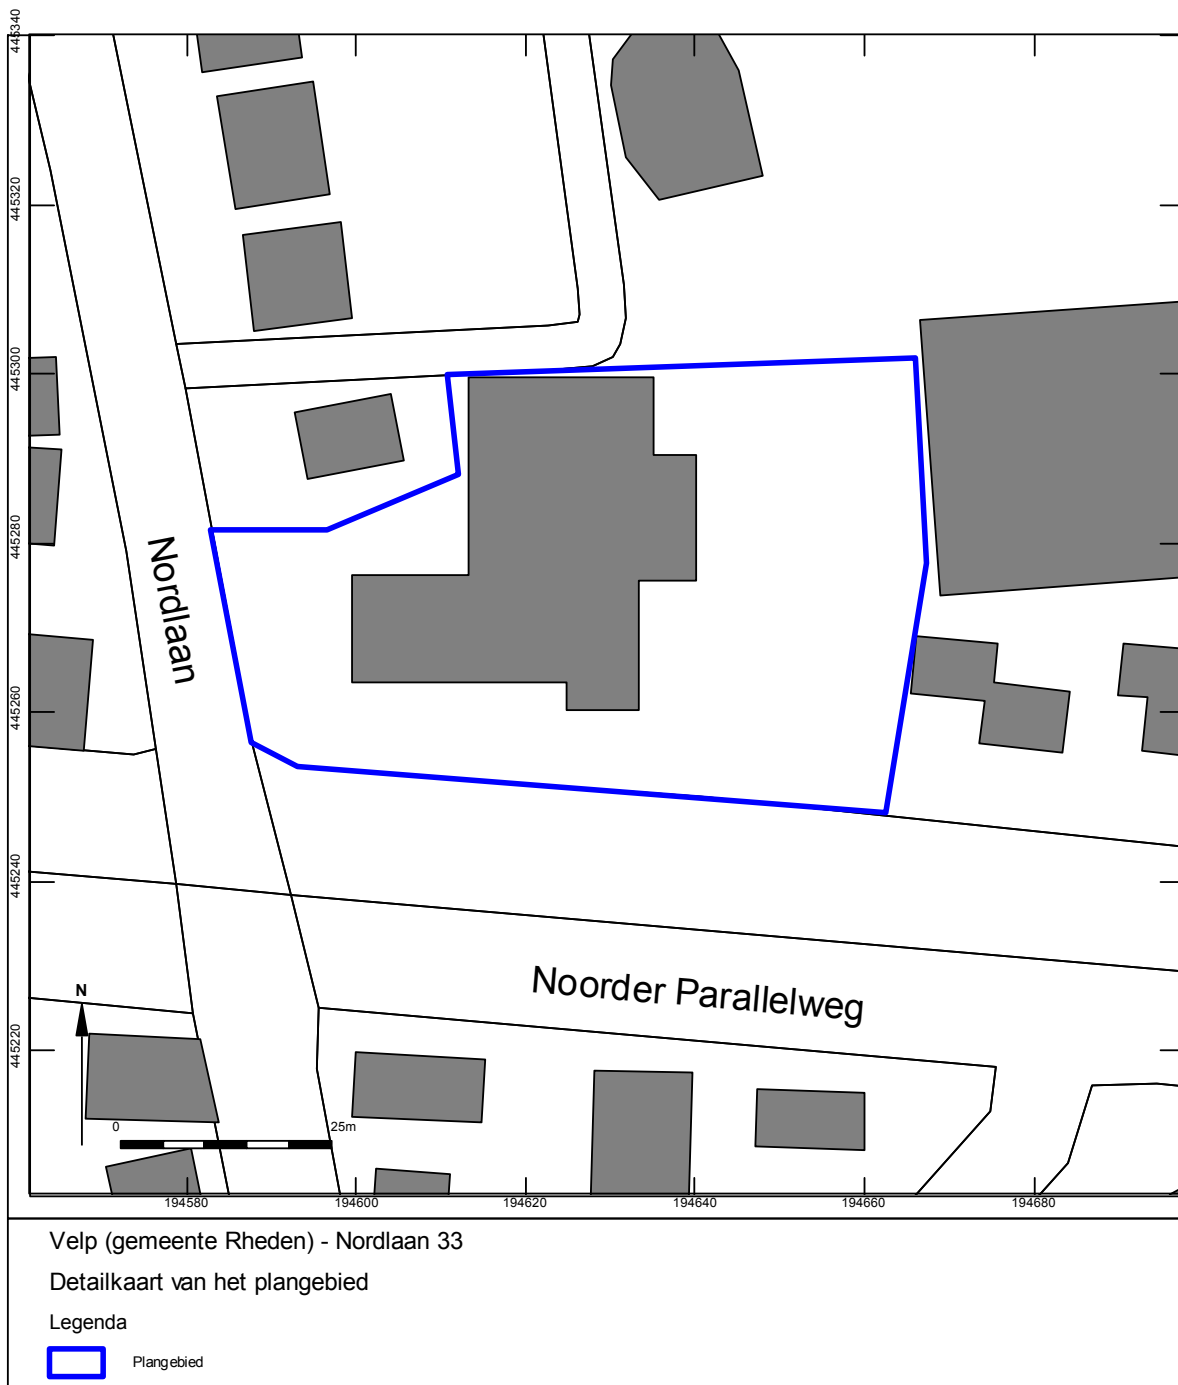 445340
445320
445300
445280
445260
445240
445220
Nordlaan
Noorder Parallelweg
N
0 25m
194580 194600 194620 194640 194660 194680
Velp (gemeente Rheden) - Nordlaan 33
Detailkaart van het plangebied
Legenda
Plangebied